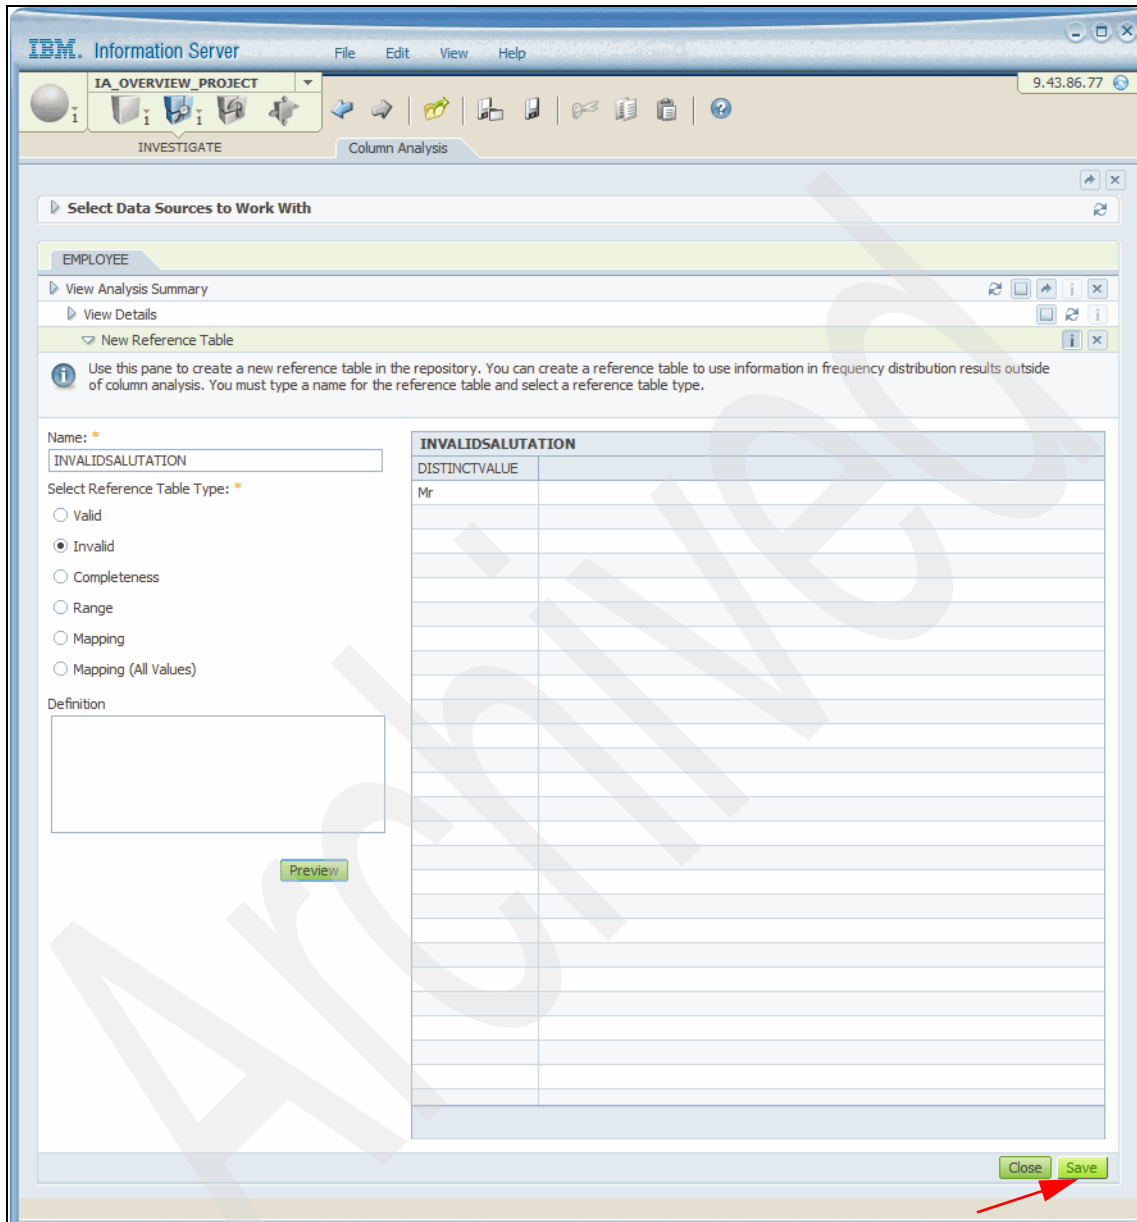 IBM. Information Server File Edit View Help
IA_OVERVIEW_PROJECT
9.43.86.77
INVESTIGATE Column Analysis
Select Data Sources to Work With
EMPLOYEE
View Analysis Summary
View Details
New Reference Table
Use this pane to create a new reference table in the repository. You can create a reference table to use information in frequency distribution results outside
of column analysis. You must type a name for the reference table and select a reference table type.
Name: *
INVALIDSALUTATION
Select Reference Table Type: *
Valid
Invalid
Completeness
Range
Mapping
Mapping (All Values)
Definition
Preview
INVALIDSALUTATION
DISTINCTVALUE
Mr
Close Save
Archived